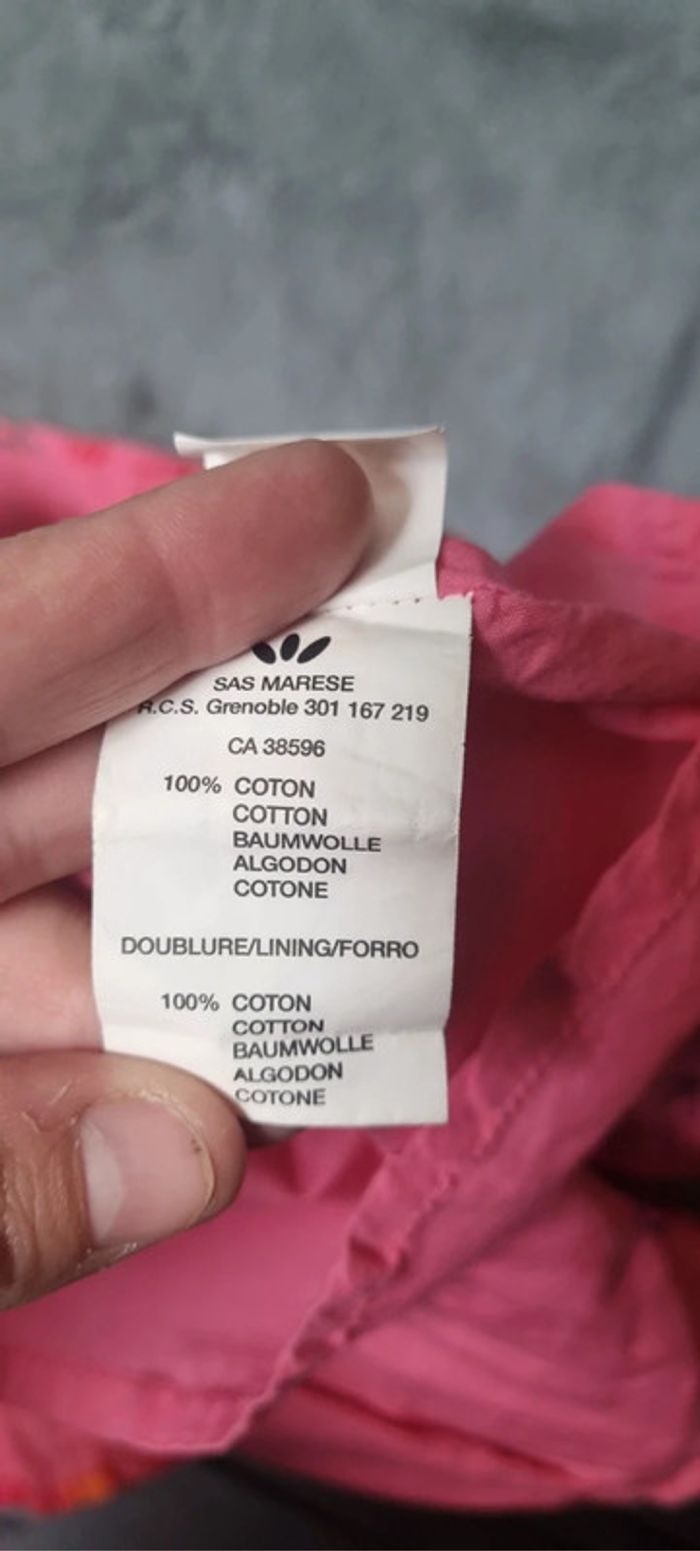 SAS MARESE
R.C.S. Grenoble 301 167 219
CA 38596
100% COTON
COTTON
BAUMWOLLE
ALGODON
COTONE
DOUBLURE/LINING/FORRO
100% COTON
COTTON
BAUMWOLLE
ALGODON
COTONE